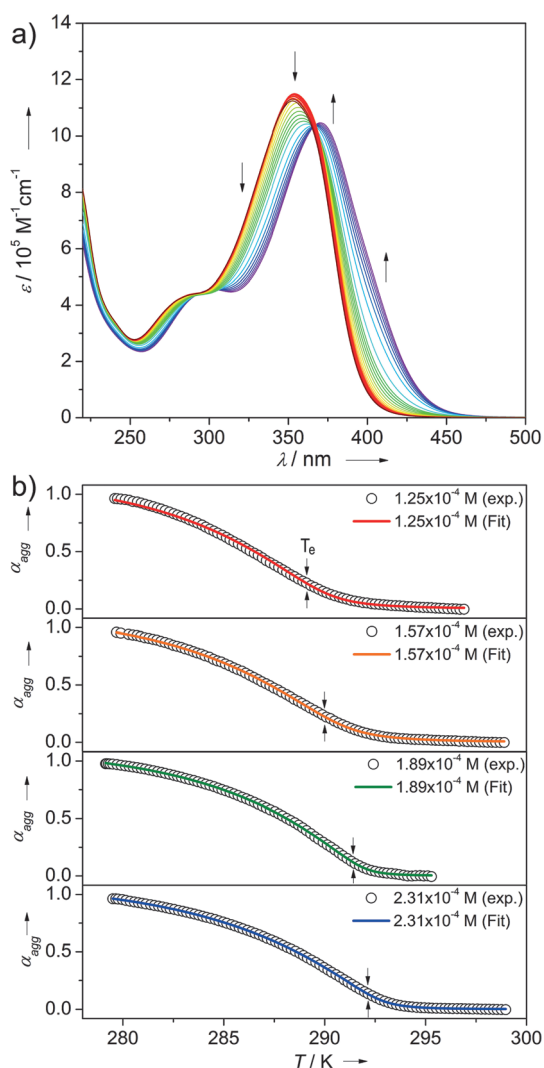 a)
14
12
10
8
6
4
2
0
ε / 10⁵ M⁻¹cm⁻¹
250 300 350 400 450 500
λ / nm
b)
1.0
0.5
0.0
α_agg
T_e
1.25x10⁻⁴ M (exp.)
1.25x10⁻⁴ M (Fit)
1.0
0.5
0.0
α_agg
1.57x10⁻⁴ M (exp.)
1.57x10⁻⁴ M (Fit)
1.0
0.5
0.0
α_agg
1.89x10⁻⁴ M (exp.)
1.89x10⁻⁴ M (Fit)
1.0
0.5
0.0
α_agg
2.31x10⁻⁴ M (exp.)
2.31x10⁻⁴ M (Fit)
280 285 290 295 300
T / K